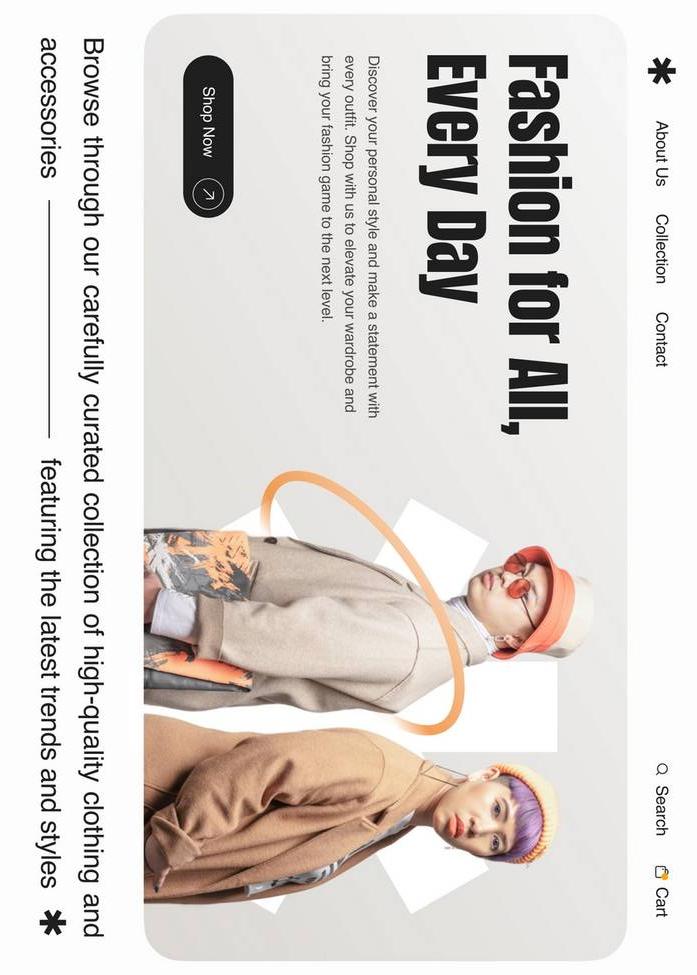 About Us Collection Contact Search Cart
Fashion for All,
Every Day
Discover your personal style and make a statement with
every outfit. Shop with us to elevate your wardrobe and
bring your fashion game to the next level.
Shop Now
Browse through our carefully curated collection of high-quality clothing and
accessories featuring the latest trends and styles